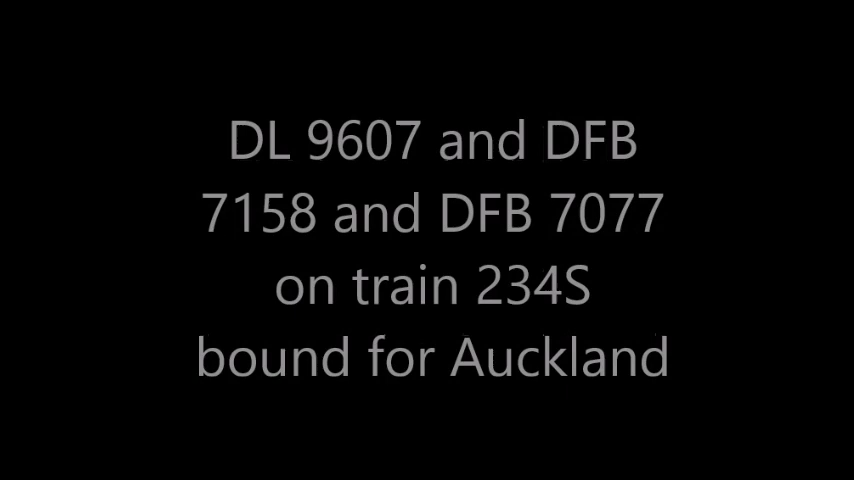 DL 9607 and DFB
7158 and DFB 7077
on train 234S
bound for Auckland